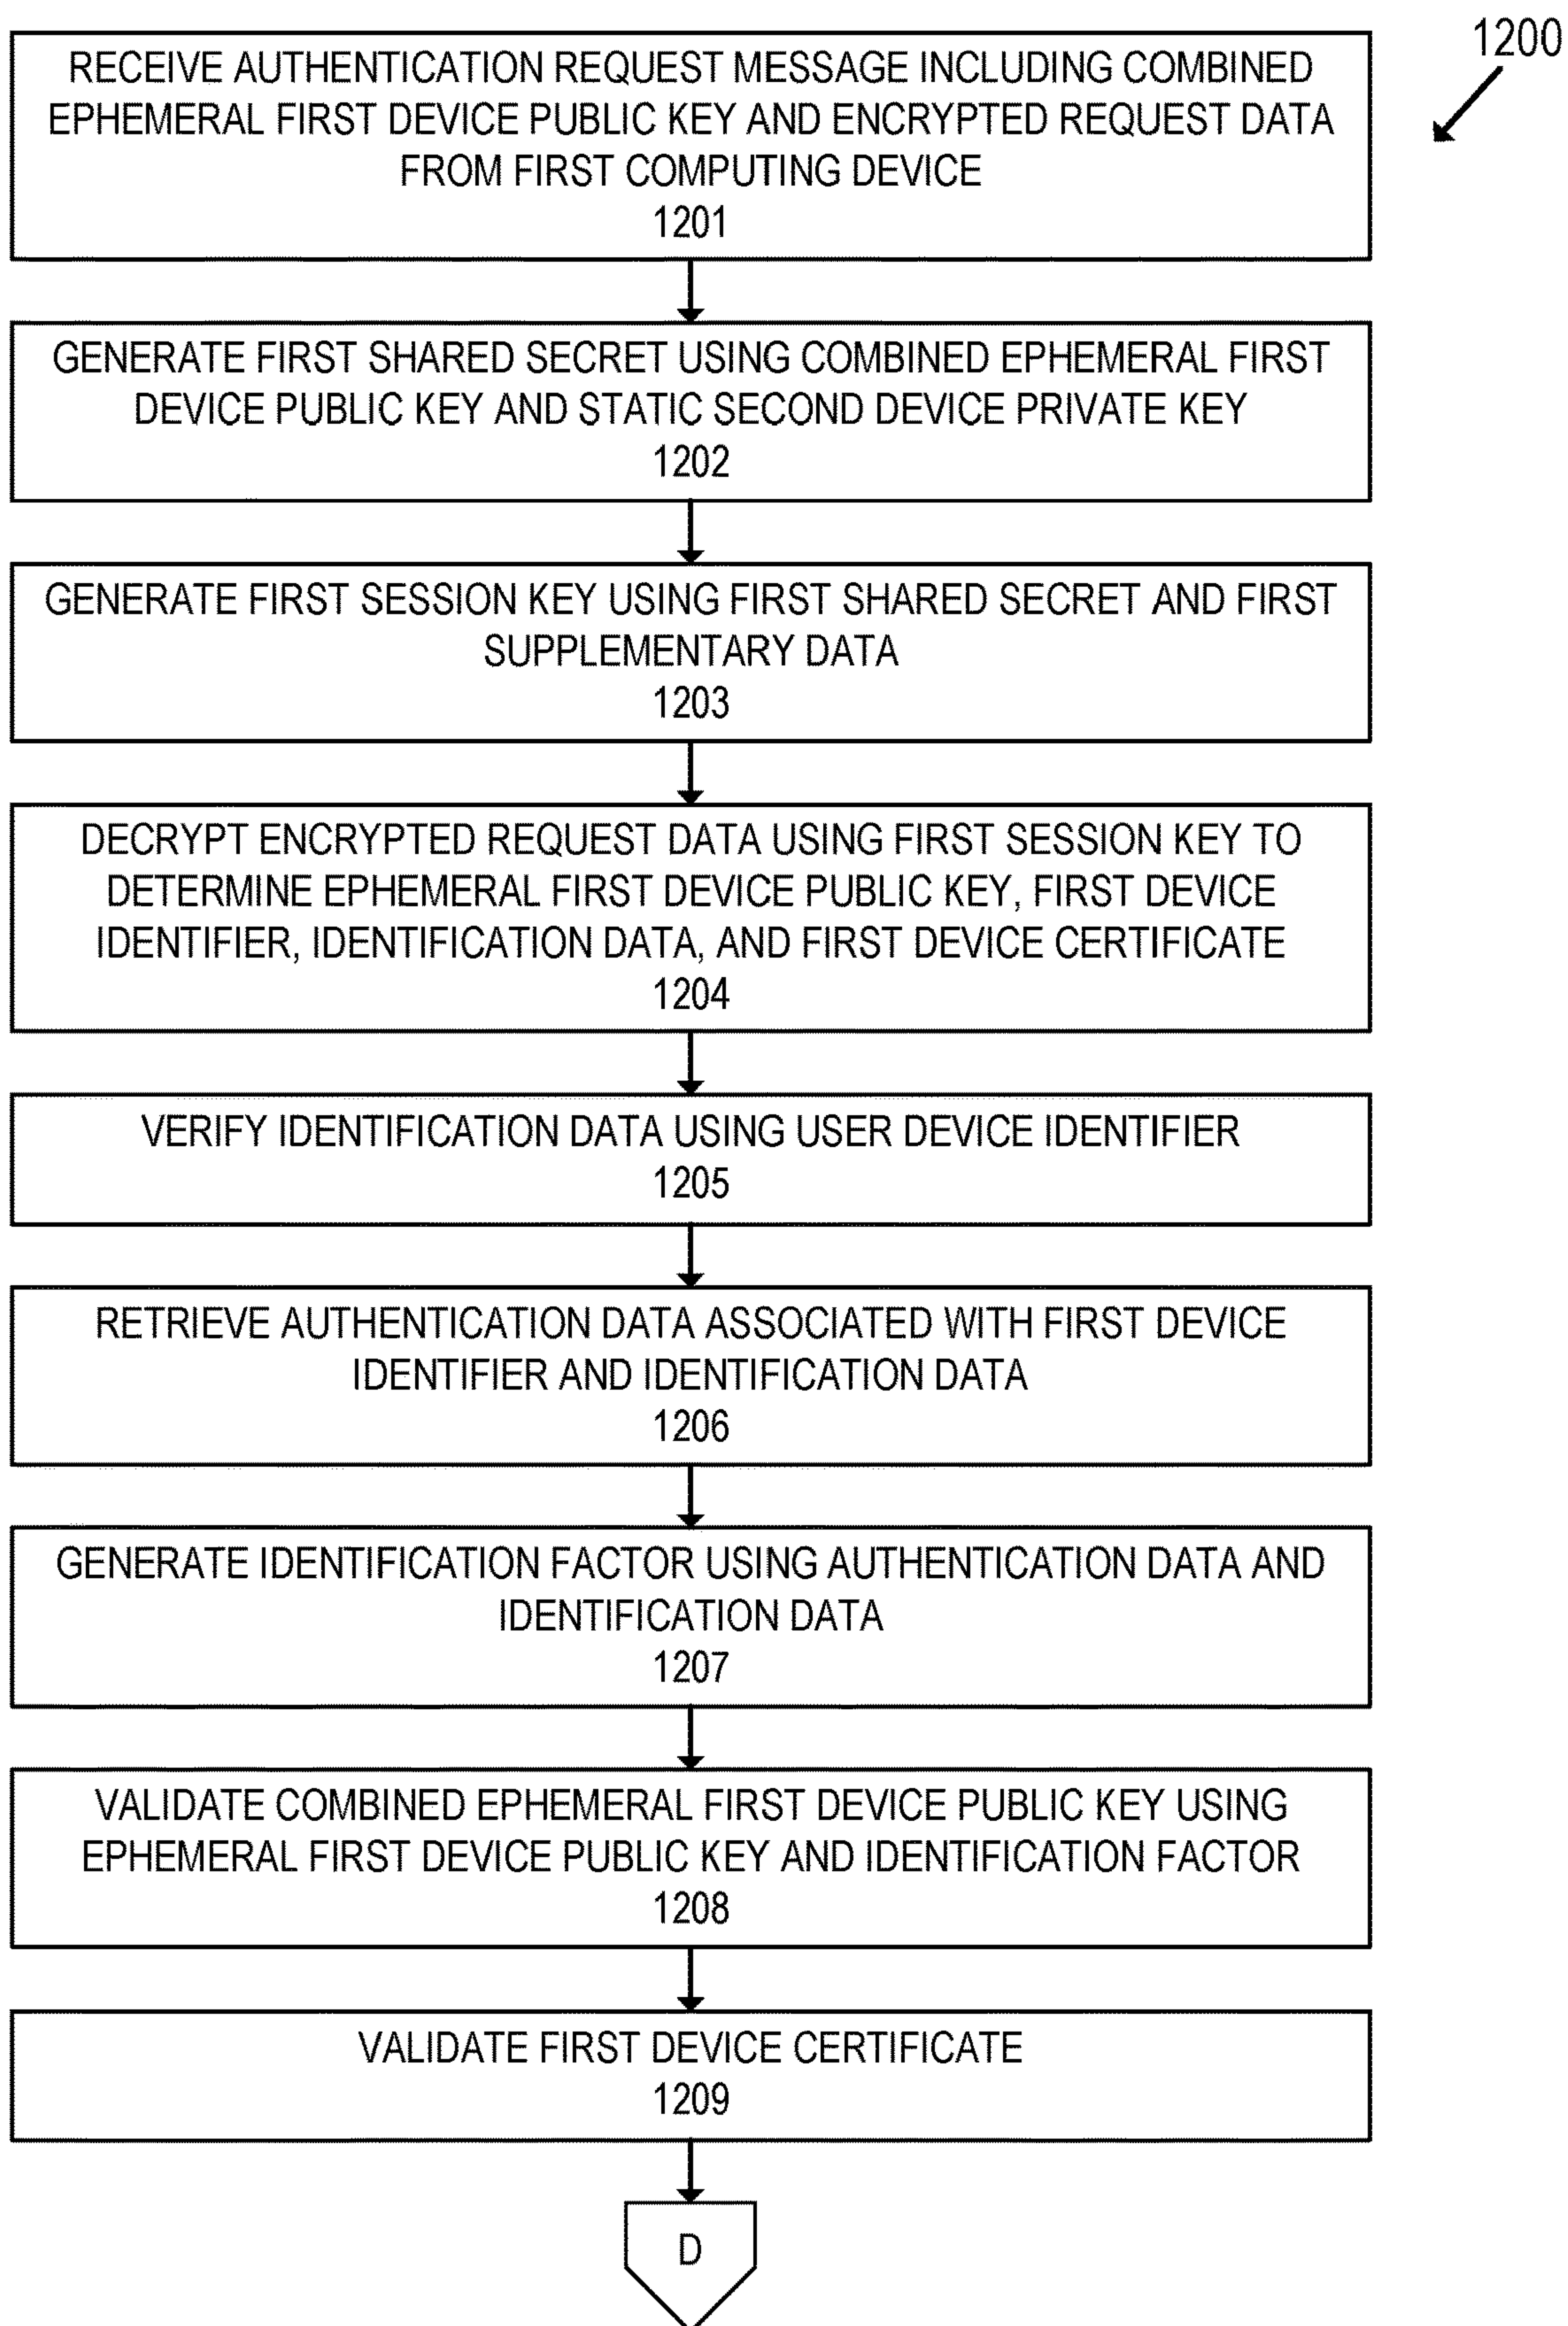 1200
RECEIVE AUTHENTICATION REQUEST MESSAGE INCLUDING COMBINED
EPHEMERAL FIRST DEVICE PUBLIC KEY AND ENCRYPTED REQUEST DATA
FROM FIRST COMPUTING DEVICE
1201
GENERATE FIRST SHARED SECRET USING COMBINED EPHEMERAL FIRST
DEVICE PUBLIC KEY AND STATIC SECOND DEVICE PRIVATE KEY
1202
GENERATE FIRST SESSION KEY USING FIRST SHARED SECRET AND FIRST
SUPPLEMENTARY DATA
1203
DECRYPT ENCRYPTED REQUEST DATA USING FIRST SESSION KEY TO
DETERMINE EPHEMERAL FIRST DEVICE PUBLIC KEY, FIRST DEVICE
IDENTIFIER, IDENTIFICATION DATA, AND FIRST DEVICE CERTIFICATE
1204
VERIFY IDENTIFICATION DATA USING USER DEVICE IDENTIFIER
1205
RETRIEVE AUTHENTICATION DATA ASSOCIATED WITH FIRST DEVICE
IDENTIFIER AND IDENTIFICATION DATA
1206
GENERATE IDENTIFICATION FACTOR USING AUTHENTICATION DATA AND
IDENTIFICATION DATA
1207
VALIDATE COMBINED EPHEMERAL FIRST DEVICE PUBLIC KEY USING
EPHEMERAL FIRST DEVICE PUBLIC KEY AND IDENTIFICATION FACTOR
1208
VALIDATE FIRST DEVICE CERTIFICATE
1209
D